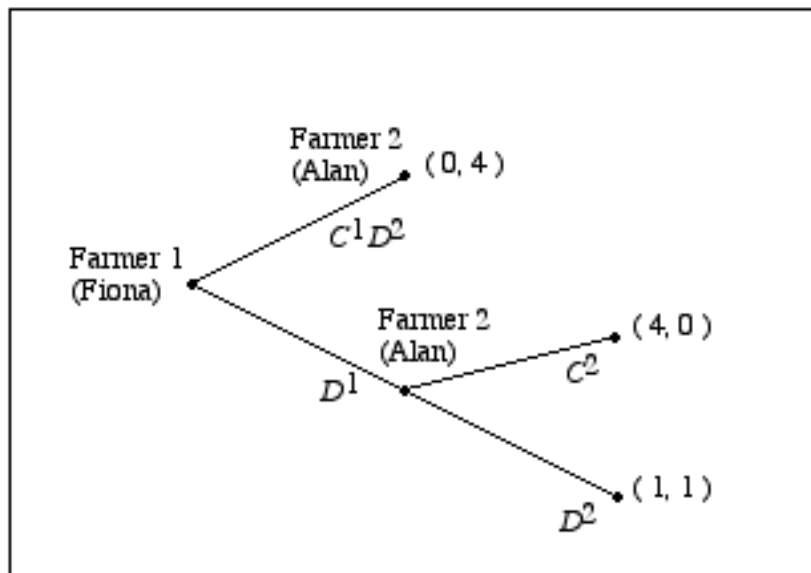 Farmer 2
(Alan)
(0, 4)
C¹D²
Farmer 1
(Fiona)
Farmer 2
(Alan)
(4, 0)
C²
D¹
(1, 1)
D²